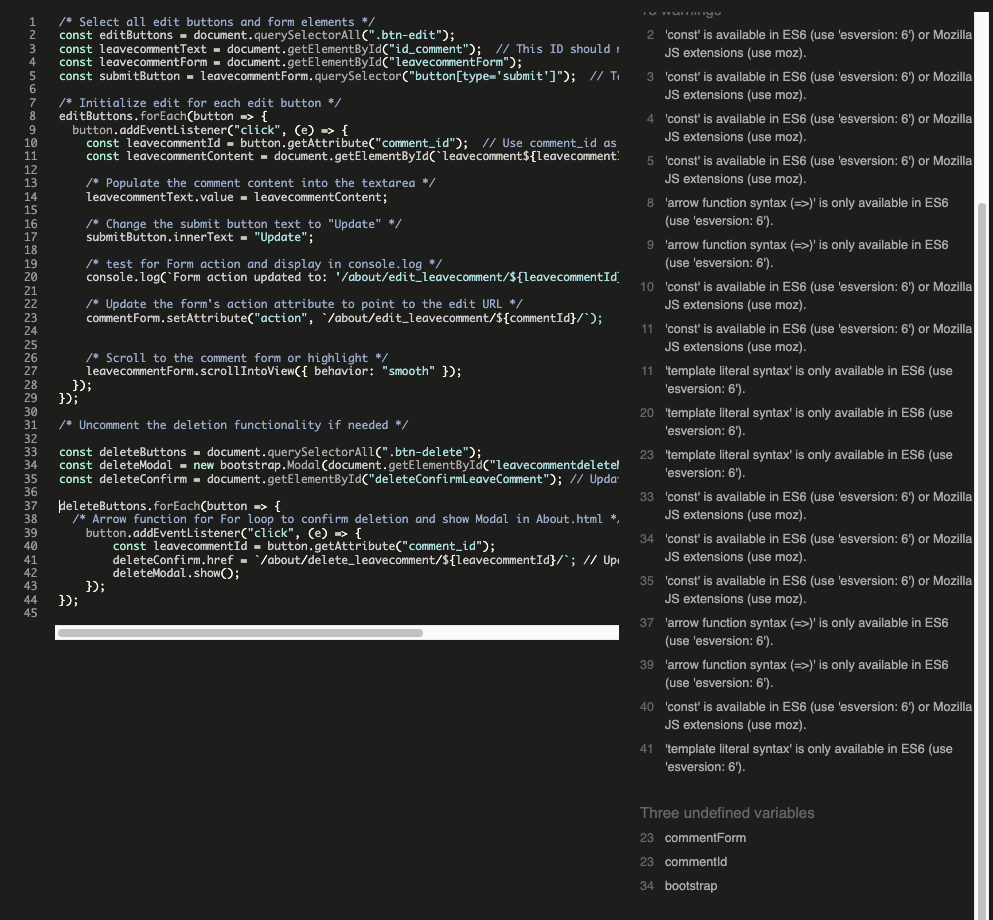 1 /* Select all edit buttons and form elements */
2 const editButtons = document.querySelectorAll(".btn-edit");
3 const leavecommentText = document.getElementById("id_comment"); // This ID should
4 const leavecommentForm = document.getElementById("leavecommentForm");
5 const submitButton = leavecommentForm.querySelector("button[type='submit']"); //
6
7 /* Initialize edit for each edit button */
8 editButtons.forEach(button => {
9 button.addEventListener("click", (e) => {
10 const leavecommentId = button.getAttribute("comment_id"); // Use comment_id as
11 const leavecommentContent = document.getElementById(`leavecomment${leavecommentI
12
13 /* Populate the comment content into the textarea */
14 leavecommentText.value = leavecommentContent;
15
16 /* Change the submit button text to "Update" */
17 submitButton.innerText = "Update";
18
19 /* test for Form action and display in console.log */
20 console.log(`Form action updated to: '/about/edit_leavecomment/${leavecommentId}
21
22 /* Update the form's action attribute to point to the edit URL */
23 commentForm.setAttribute("action", `/about/edit_leavecomment/${commentId}/`);
24
25
26 /* Scroll to the comment form or highlight */
27 leavecommentForm.scrollIntoView({ behavior: "smooth" });
28 });
29 });
30
31 /* Uncomment the deletion functionality if needed */
32
33 const deleteButtons = document.querySelectorAll(".btn-delete");
34 const deleteModal = new bootstrap.Modal(document.getElementById("leavecommentdelete
35 const deleteConfirm = document.getElementById("deleteConfirmLeaveComment"); // Upda
36
37 deleteButtons.forEach(button => {
38 /* Arrow function for For loop to confirm deletion and show Modal in About.html *
39 button.addEventListener("click", (e) => {
40 const leavecommentId = button.getAttribute("comment_id");
41 deleteConfirm.href = `/about/delete_leavecomment/${leavecommentId}/`; // Up
42 deleteModal.show();
43 });
44 });
45
warnings
2 'const' is available in ES6 (use 'esversion: 6') or Mozilla
JS extensions (use moz).
3 'const' is available in ES6 (use 'esversion: 6') or Mozilla
JS extensions (use moz).
4 'const' is available in ES6 (use 'esversion: 6') or Mozilla
JS extensions (use moz).
5 'const' is available in ES6 (use 'esversion: 6') or Mozilla
JS extensions (use moz).
8 'arrow function syntax (=>)' is only available in ES6
(use 'esversion: 6').
9 'arrow function syntax (=>)' is only available in ES6
(use 'esversion: 6').
10 'const' is available in ES6 (use 'esversion: 6') or Mozilla
JS extensions (use moz).
11 'const' is available in ES6 (use 'esversion: 6') or Mozilla
JS extensions (use moz).
11 'template literal syntax' is only available in ES6 (use
'esversion: 6').
20 'template literal syntax' is only available in ES6 (use
'esversion: 6').
23 'template literal syntax' is only available in ES6 (use
'esversion: 6').
33 'const' is available in ES6 (use 'esversion: 6') or Mozilla
JS extensions (use moz).
34 'const' is available in ES6 (use 'esversion: 6') or Mozilla
JS extensions (use moz).
35 'const' is available in ES6 (use 'esversion: 6') or Mozilla
JS extensions (use moz).
37 'arrow function syntax (=>)' is only available in ES6
(use 'esversion: 6').
39 'arrow function syntax (=>)' is only available in ES6
(use 'esversion: 6').
40 'const' is available in ES6 (use 'esversion: 6') or Mozilla
JS extensions (use moz).
41 'template literal syntax' is only available in ES6 (use
'esversion: 6').
Three undefined variables
23 commentForm
23 commentId
34 bootstrap